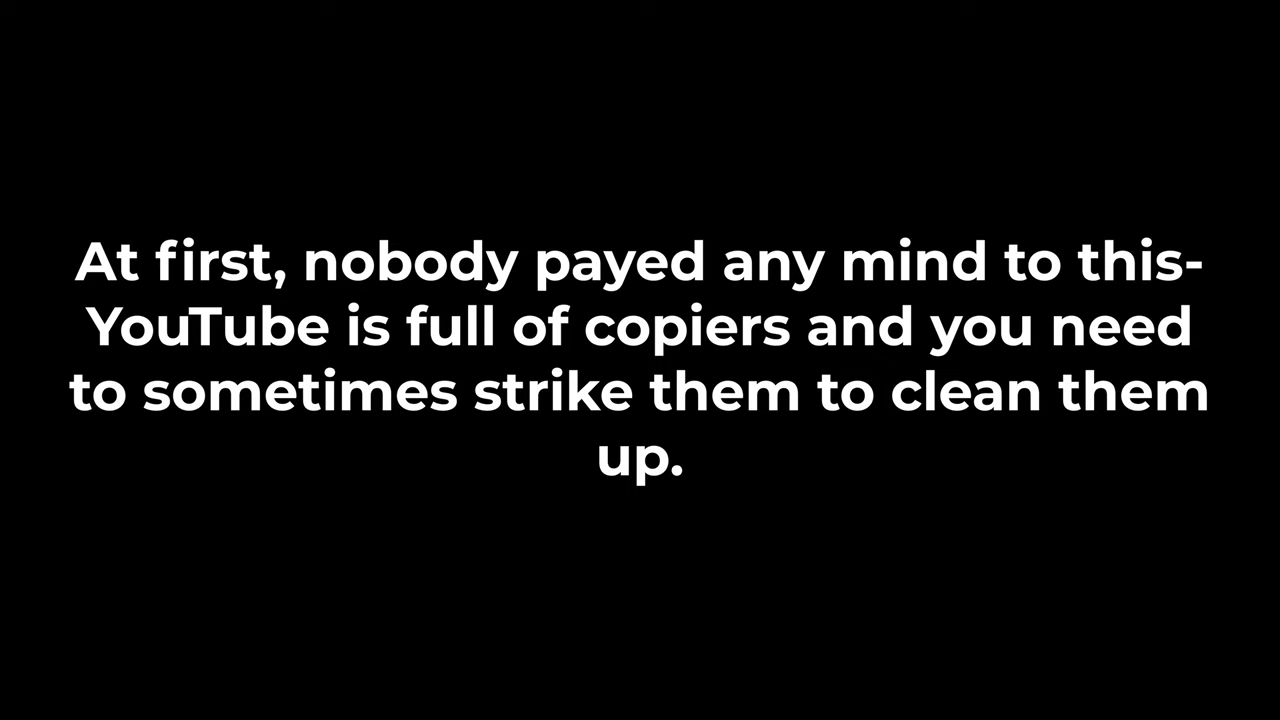 At first, nobody payed any mind to this-
YouTube is full of copiers and you need
to sometimes strike them to clean them
up.